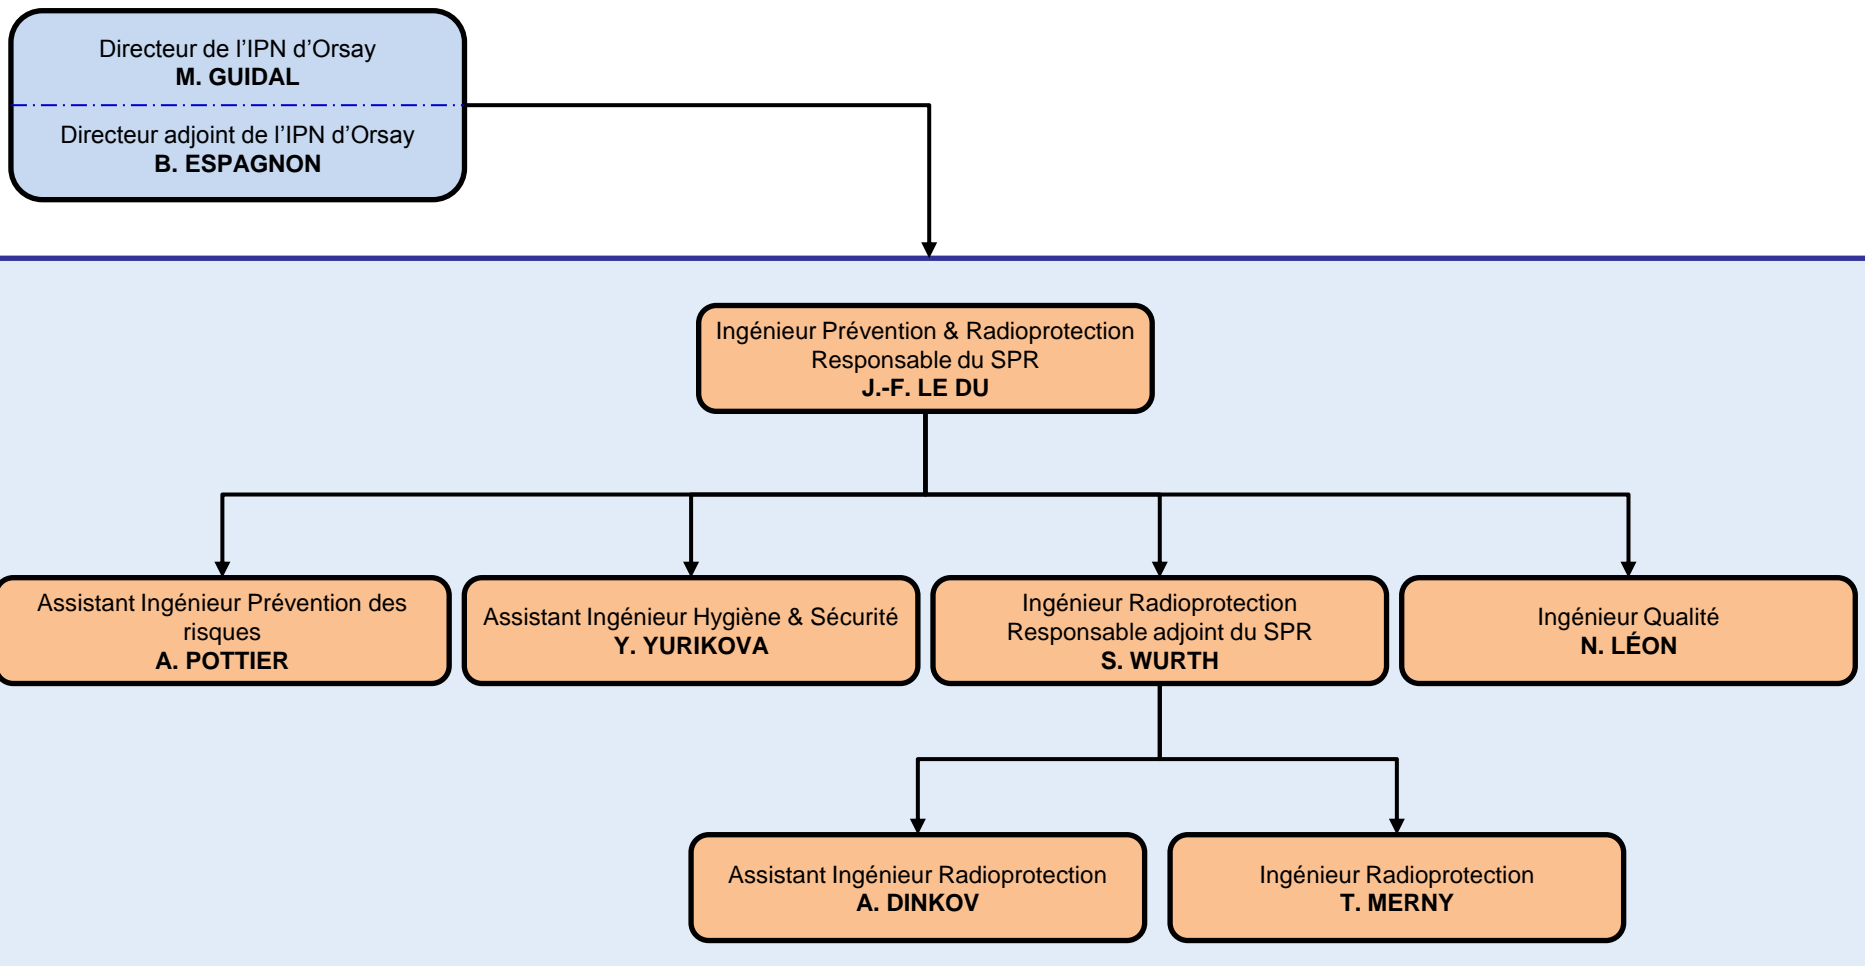 Directeur de l’IPN d’Orsay
M. GUIDAL
Directeur adjoint de l’IPN d’Orsay
B. ESPAGNON
Ingénieur Prévention & Radioprotection
Responsable du SPR
J.-F. LE DU
Assistant Ingénieur Prévention des
risques
A. POTTIER
Assistant Ingénieur Hygiène & Sécurité
Y. YURIKOVA
Ingénieur Radioprotection
Responsable adjoint du SPR
S. WURTH
Ingénieur Qualité
N. LÉON
Assistant Ingénieur Radioprotection
A. DINKOV
Ingénieur Radioprotection
T. MERNY